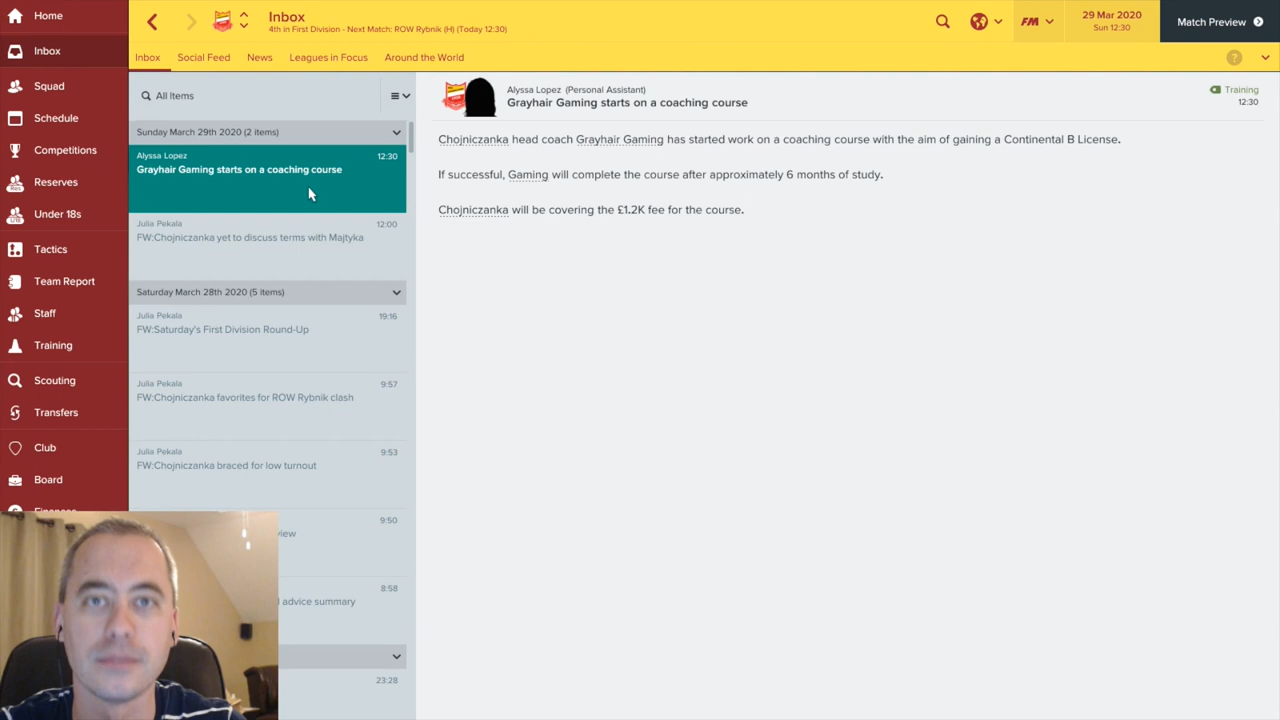 Home
Inbox
Squad
Schedule
Competitions
Reserves
Under 18s
Tactics
Team Report
Staff
Training
Scouting
Transfers
Club
Board
Finances
Inbox
4th in First Division - Next Match: ROW Rybnik (H) (Today 12:30)
FM
29 Mar 2020
Sun 12:30
Match Preview
Inbox Social Feed News Leagues in Focus Around the World
All Items
Sunday March 29th 2020 (2 items)
Alyssa Lopez 12:30
Grayhair Gaming starts on a coaching course
Julia Pekala 12:00
FW:Chojniczanka yet to discuss terms with Majtyka
Saturday March 28th 2020 (5 items)
Julia Pekala 19:16
FW:Saturday's First Division Round-Up
Julia Pekala 9:57
FW:Chojniczanka favorites for ROW Rybnik clash
Julia Pekala 9:53
FW:Chojniczanka braced for low turnout
9:50
view
8:58
advice summary
23:28
Alyssa Lopez (Personal Assistant)
Grayhair Gaming starts on a coaching course
Training
12:30
Chojniczanka head coach Grayhair Gaming has started work on a coaching course with the aim of gaining a Continental B License.
If successful, Gaming will complete the course after approximately 6 months of study.
Chojniczanka will be covering the £1.2K fee for the course.